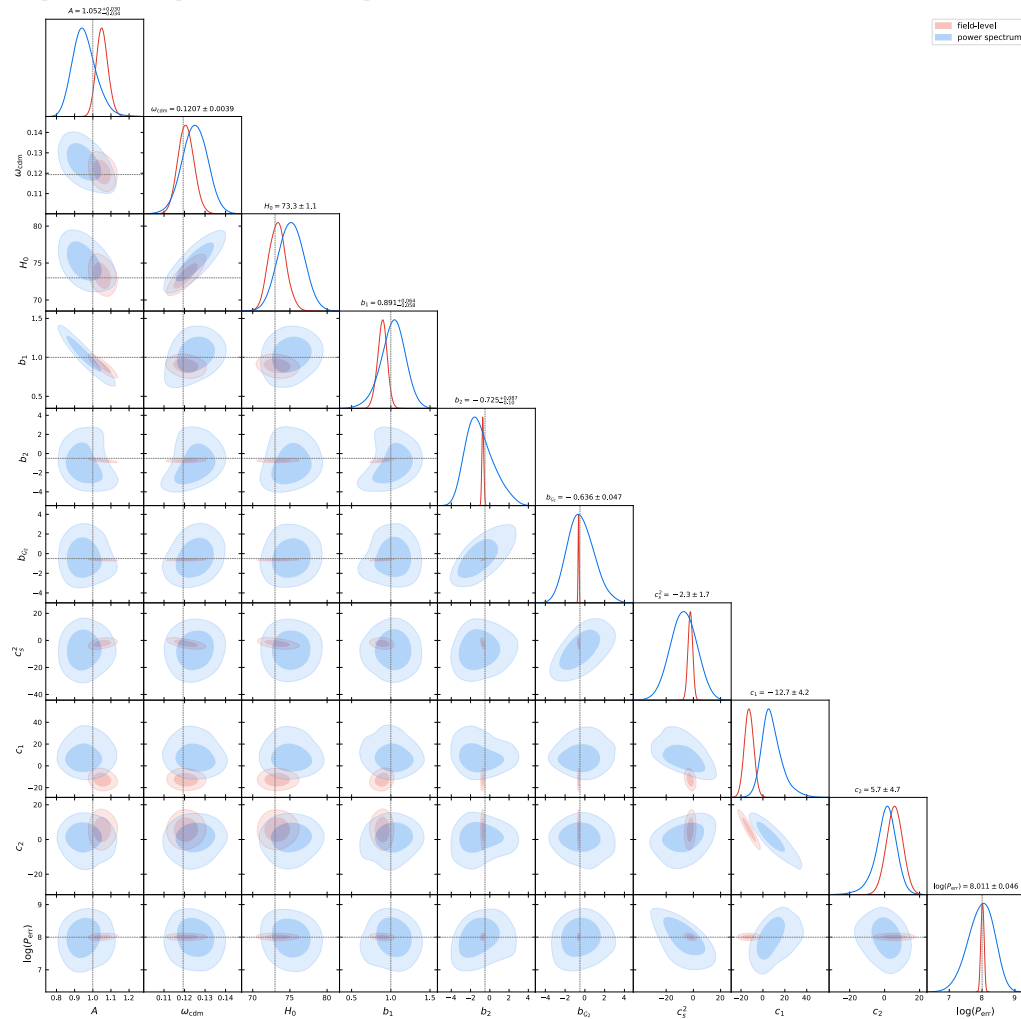 A = 1.052^{+0.030}_{-0.034}
field-level
power spectrum
ω_cdm = 0.1207 ± 0.0039
0.14
0.13
0.12
0.11
ω_cdm
H_0 = 73.3 ± 1.1
80
75
70
H_0
b_1 = 0.891^{+0.064}_{-0.058}
1.5
1.0
0.5
b_1
b_2 = −0.725^{+0.087}_{-0.10}
4
2
0
−2
−4
b_2
b_{G_2} = −0.636 ± 0.047
4
2
0
−2
−4
b_{G_2}
c_s^2 = −2.3 ± 1.7
20
0
−20
−40
c_s^2
c_1 = −12.7 ± 4.2
40
20
0
−20
c_1
c_2 = 5.7 ± 4.7
20
0
−20
c_2
log(P_err) = 8.011 ± 0.046
9
8
7
log(P_err)
0.8 0.9 1.0 1.1 1.2 0.11 0.12 0.13 0.14 70 75 80 0.5 1.0 1.5 −4 −2 0 2 4 −4 −2 0 2 4 −40 −20 0 20 −20 0 20 40 −20 0 20 7 8 9
A ω_cdm H_0 b_1 b_2 b_{G_2} c_s^2 c_1 c_2 log(P_err)